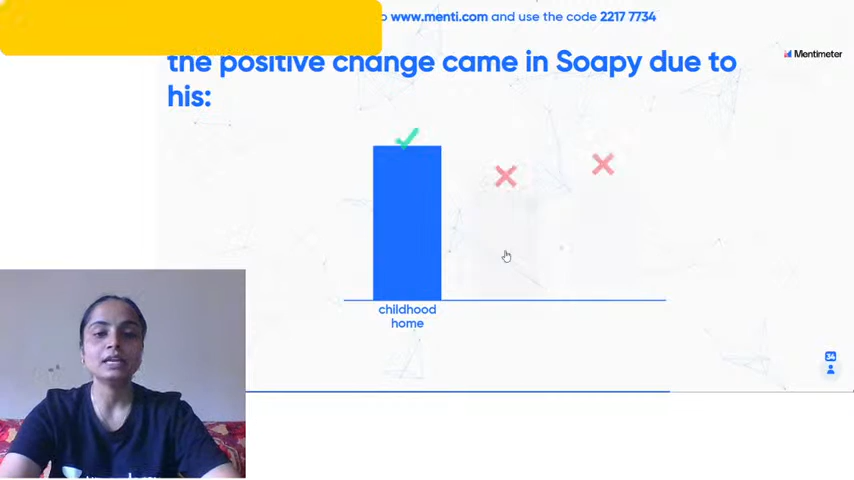 www.menti.com and use the code 2217 7734
the positive change came in Soapy due to
his:
Mentimeter
childhood
home
34